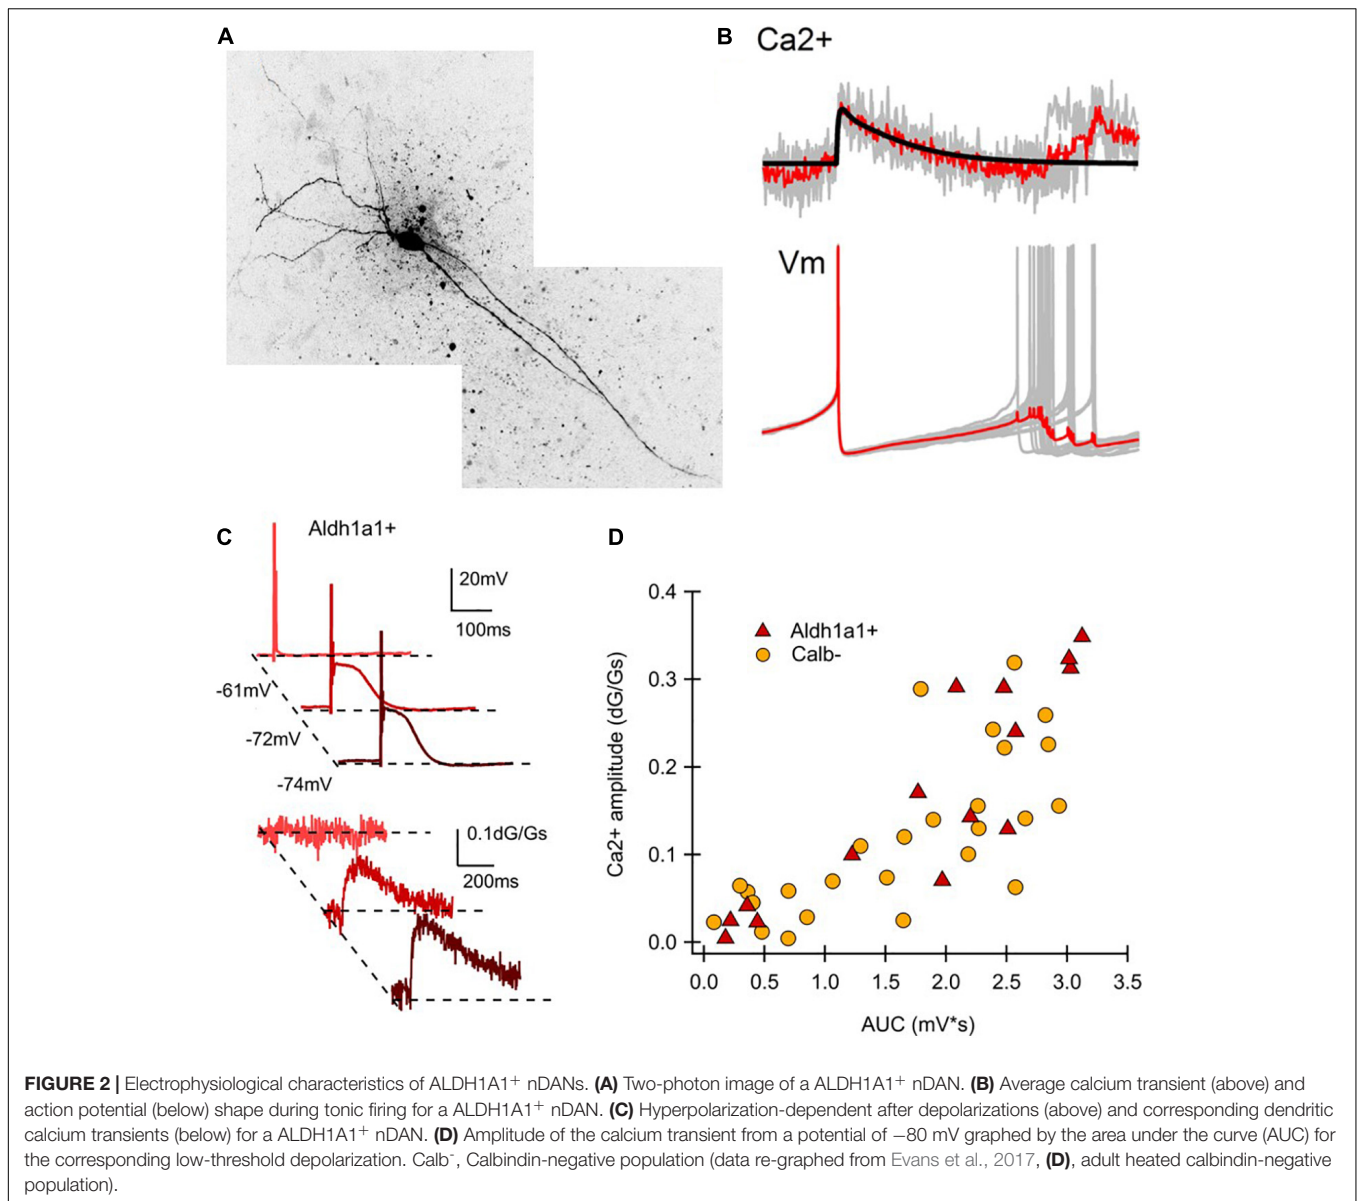 A
B
Ca2+
Vm
C
Aldh1a1+
20mV
100ms
-61mV
-72mV
-74mV
0.1dG/Gs
200ms
D
Ca2+ amplitude (dG/Gs)
0.4
0.3
0.2
0.1
0.0
Aldh1a1+
Calb-
0.0 0.5 1.0 1.5 2.0 2.5 3.0 3.5
AUC (mV*s)
FIGURE 2 | Electrophysiological characteristics of ALDH1A1⁺ nDANs. (A) Two-photon image of a ALDH1A1⁺ nDAN. (B) Average calcium transient (above) and
action potential (below) shape during tonic firing for a ALDH1A1⁺ nDAN. (C) Hyperpolarization-dependent after depolarizations (above) and corresponding dendritic
calcium transients (below) for a ALDH1A1⁺ nDAN. (D) Amplitude of the calcium transient from a potential of −80 mV graphed by the area under the curve (AUC) for
the corresponding low-threshold depolarization. Calb⁻, Calbindin-negative population (data re-graphed from Evans et al., 2017, (D), adult heated calbindin-negative
population).